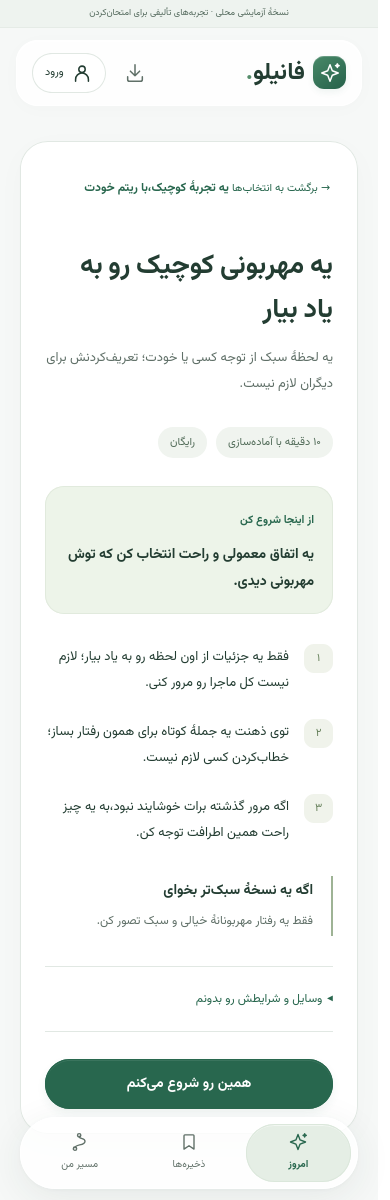 نسخهٔ آزمایشی محلی · تجربه‌های تألیفی برای امتحان‌کردن
فانیلو.
ورود
→ برگشت به انتخاب‌ها یه تجربهٔ کوچیک،با ریتم خودت
یه مهربونی کوچیک رو به
یاد بیار
یه لحظهٔ سبک از توجه کسی یا خودت؛ تعریف‌کردنش برای
دیگران لازم نیست.
۱۰ دقیقه با آماده‌سازی
رایگان
از اینجا شروع کن
یه اتفاق معمولی و راحت انتخاب کن که توش
مهربونی دیدی.
۱
فقط یه جزئیات از اون لحظه رو به یاد بیار؛ لازم
نیست کل ماجرا رو مرور کنی.
۲
توی ذهنت یه جملهٔ کوتاه برای همون رفتار بساز؛
خطاب‌کردن کسی لازم نیست.
۳
اگه مرور گذشته برات خوشایند نبود،به یه چیز
راحت همین اطرافت توجه کن.
اگه یه نسخهٔ سبک‌تر بخوای
فقط یه رفتار مهربونانهٔ خیالی و سبک تصور کن.
◂ وسایل و شرایطش رو بدونم
همین رو شروع می‌کنم
امروز
ذخیره‌ها
مسیر من